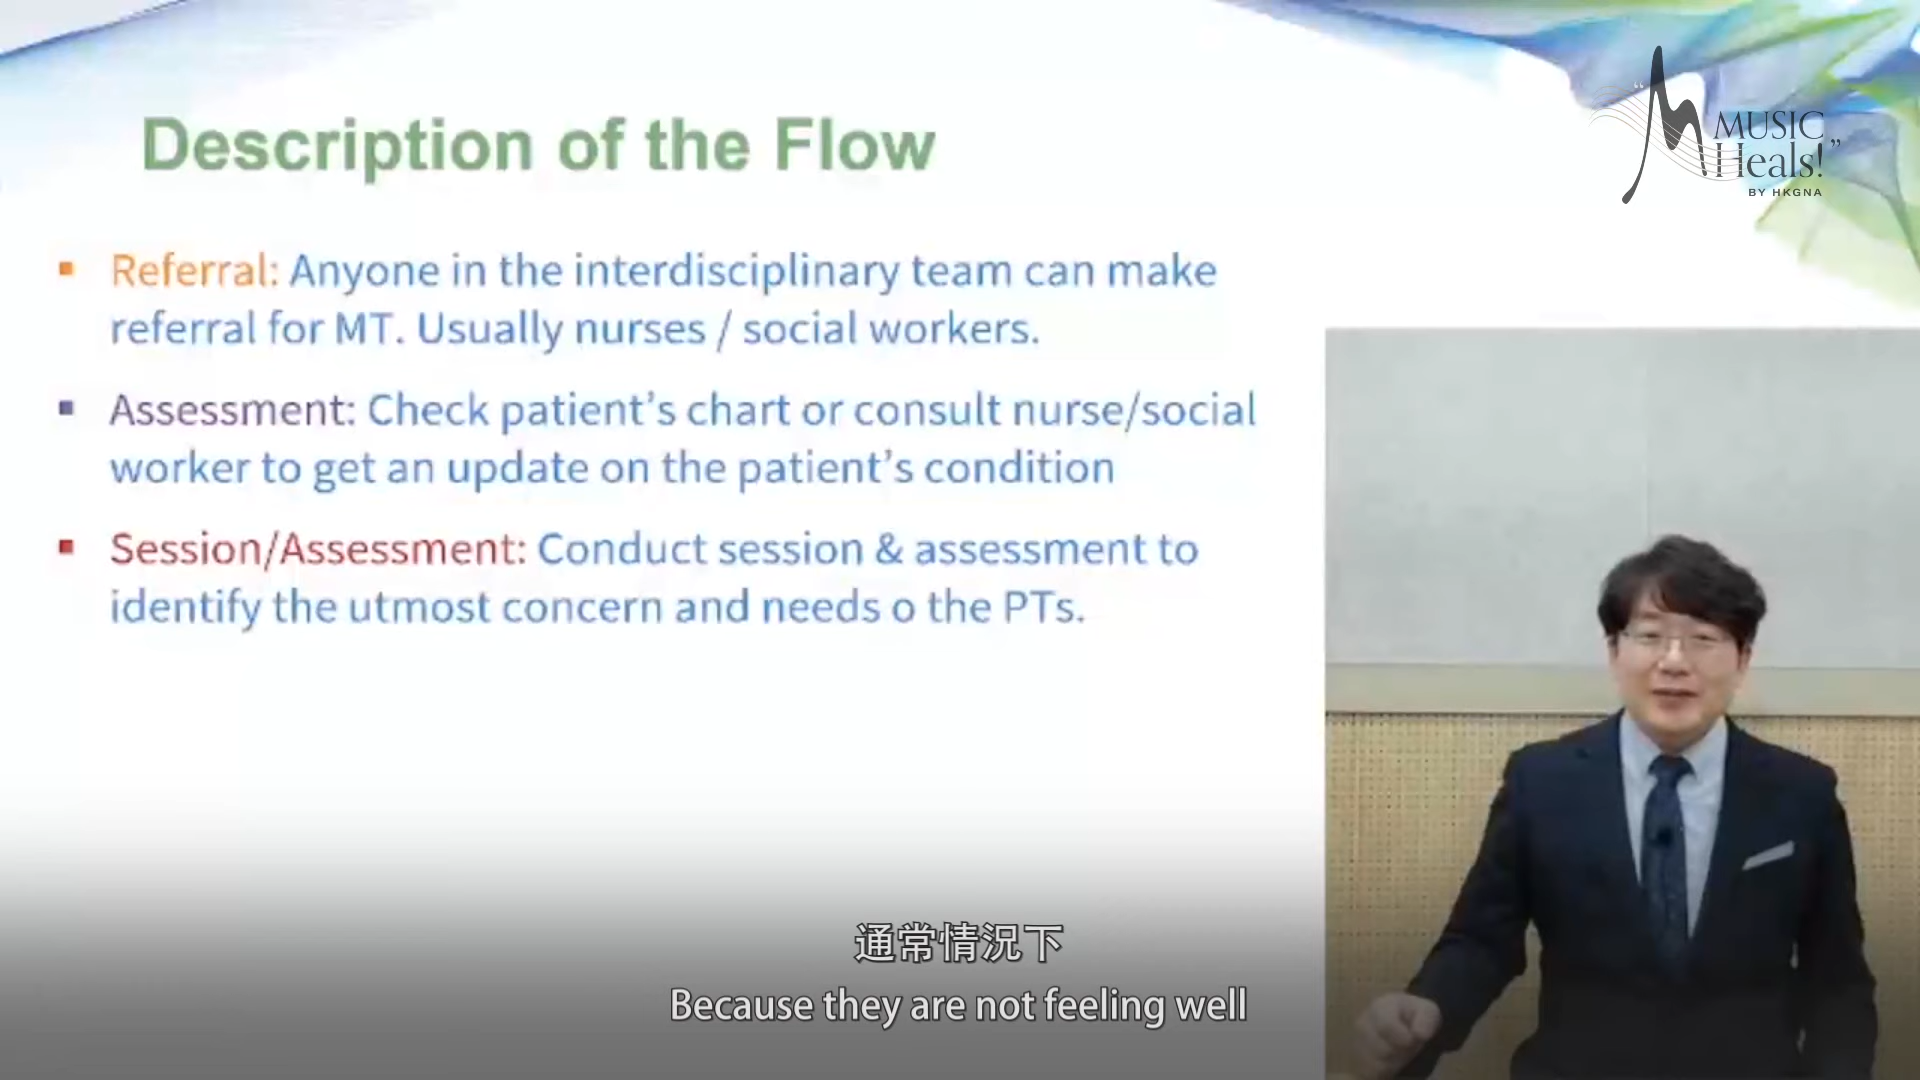 Description of the Flow
“MUSIC
Heals!”
BY HKGNA
Referral: Anyone in the interdisciplinary team can make
referral for MT. Usually nurses / social workers.
Assessment: Check patient’s chart or consult nurse/social
worker to get an update on the patient’s condition
Session/Assessment: Conduct session & assessment to
identify the utmost concern and needs o the PTs.
通常情況下
Because they are not feeling well